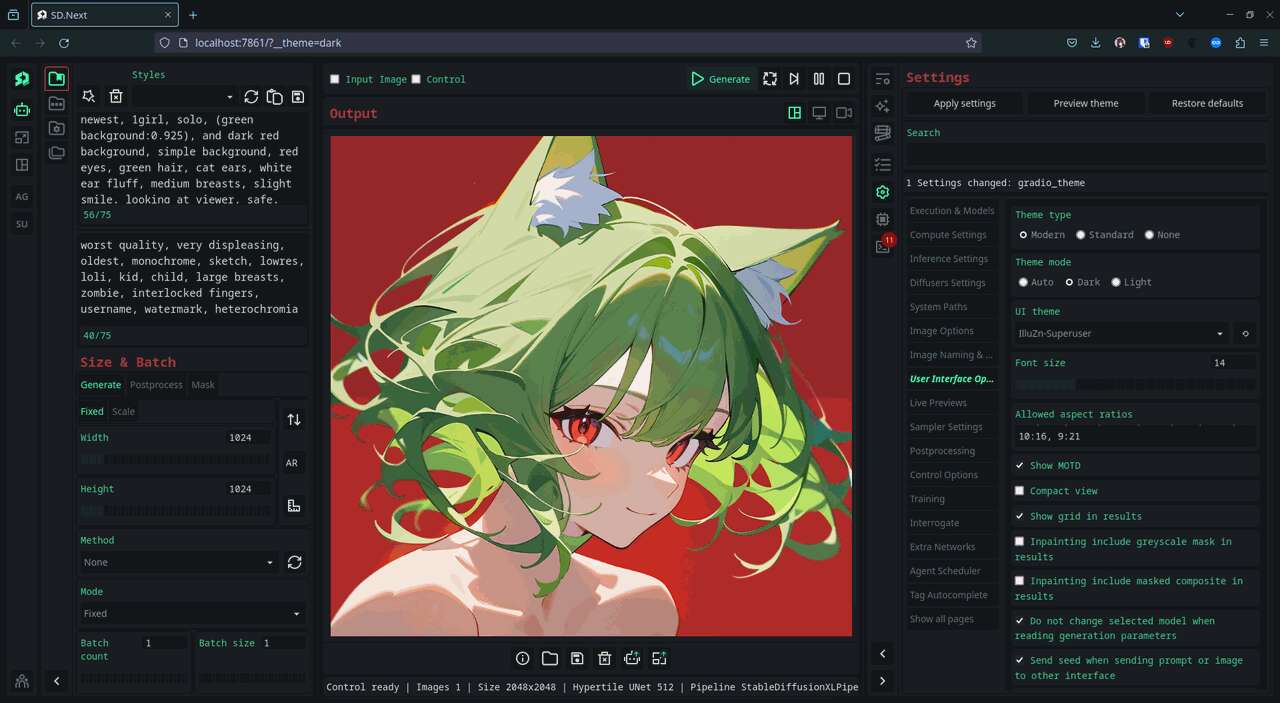 SD.Next
localhost:7861/?__theme=dark
Styles
newest, 1girl, solo, (green
background:0.925), and dark red
background, simple background, red
eyes, green hair, cat ears, white
ear fluff, medium breasts, slight
smile, looking at viewer, safe,
56/75
worst quality, very displeasing,
oldest, monochrome, sketch, lowres,
loli, kid, child, large breasts,
zombie, interlocked fingers,
username, watermark, heterochromia
40/75
Size & Batch
Generate Postprocess Mask
Fixed Scale
Width 1024
AR
Height 1024
Method
None
Mode
Fixed
Batch count 1 Batch size 1
AG
SU
Input Image Control Generate
Output
Control ready | Images 1 | Size 2048x2048 | Hypertile UNet 512 | Pipeline StableDiffusionXLPipe
11
Settings
Apply settings Preview theme Restore defaults
Search
1 Settings changed: gradio_theme
Execution & Models
Compute Settings
Inference Settings
Diffusers Settings
System Paths
Image Options
Image Naming & ...
User Interface Op...
Live Previews
Sampler Settings
Postprocessing
Control Options
Training
Interrogate
Extra Networks
Agent Scheduler
Tag Autocomplete
Show all pages
Theme type
Modern Standard None
Theme mode
Auto Dark Light
UI theme
IlluZn-Superuser
Font size 14
Allowed aspect ratios
10:16, 9:21
Show MOTD
Compact view
Show grid in results
Inpainting include greyscale mask in
results
Inpainting include masked composite in
results
Do not change selected model when
reading generation parameters
Send seed when sending prompt or image
to other interface